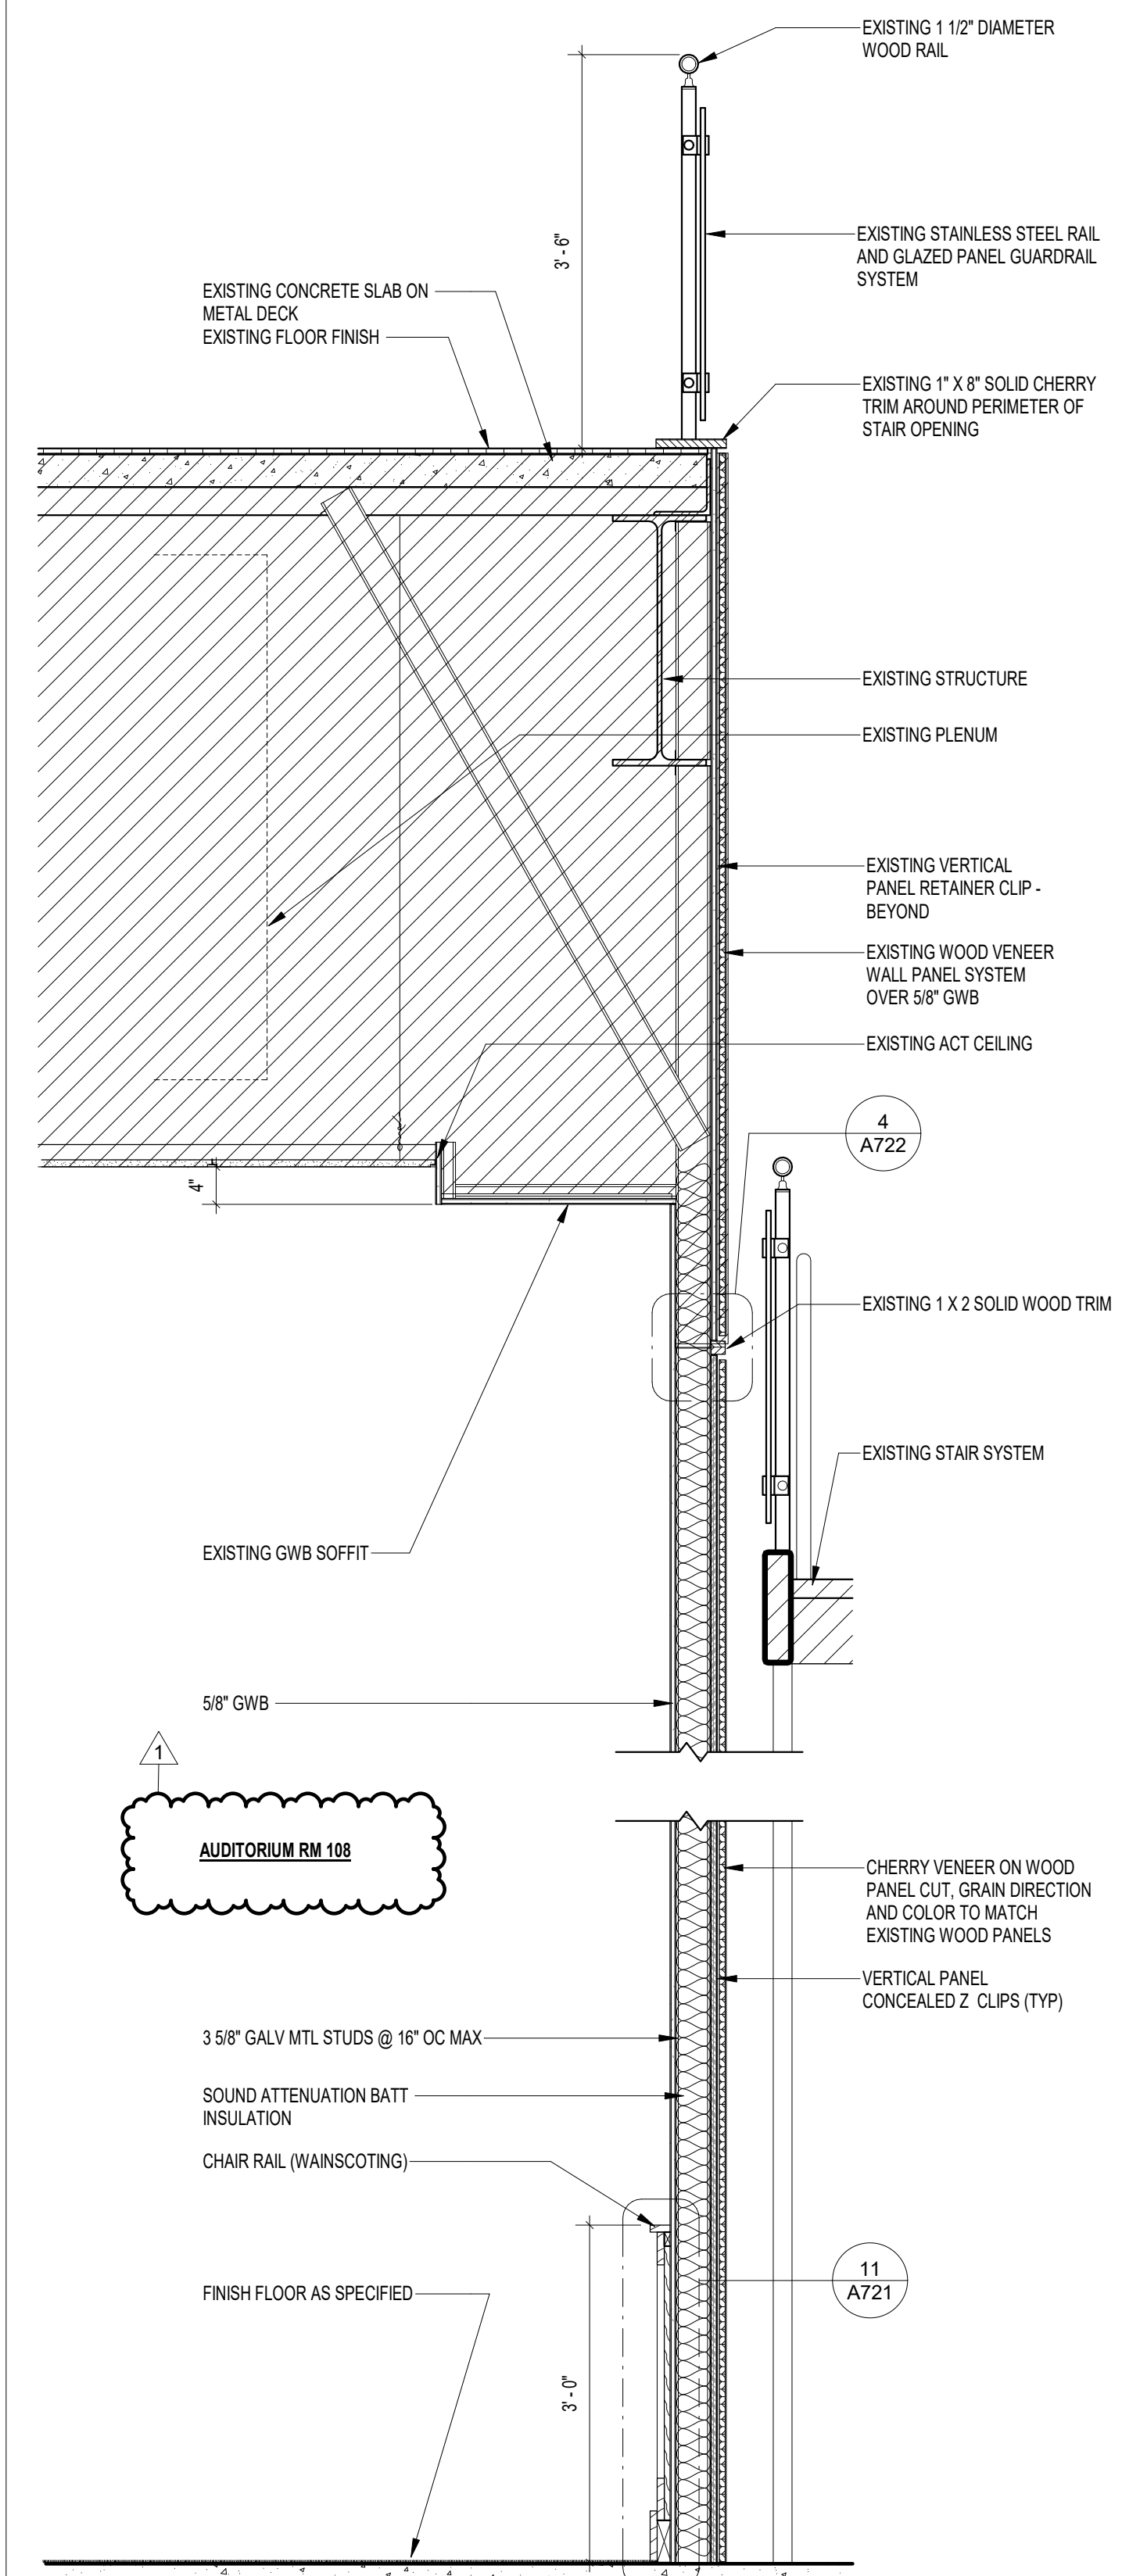 EXISTING 1 1/2" DIAMETER
WOOD RAIL
3' - 6"
EXISTING STAINLESS STEEL RAIL
AND GLAZED PANEL GUARDRAIL
SYSTEM
EXISTING CONCRETE SLAB ON
METAL DECK
EXISTING FLOOR FINISH
EXISTING 1" X 8" SOLID CHERRY
TRIM AROUND PERIMETER OF
STAIR OPENING
EXISTING STRUCTURE
EXISTING PLENUM
EXISTING VERTICAL
PANEL RETAINER CLIP -
BEYOND
EXISTING WOOD VENEER
WALL PANEL SYSTEM
OVER 5/8" GWB
EXISTING ACT CEILING
4
A722
4"
EXISTING 1 X 2 SOLID WOOD TRIM
EXISTING STAIR SYSTEM
EXISTING GWB SOFFIT
5/8" GWB
1
AUDITORIUM RM 108
CHERRY VENEER ON WOOD
PANEL CUT, GRAIN DIRECTION
AND COLOR TO MATCH
EXISTING WOOD PANELS
VERTICAL PANEL
CONCEALED Z CLIPS (TYP)
3 5/8" GALV MTL STUDS @ 16" OC MAX
SOUND ATTENUATION BATT
INSULATION
CHAIR RAIL (WAINSCOTING)
11
A721
FINISH FLOOR AS SPECIFIED
3' - 0"